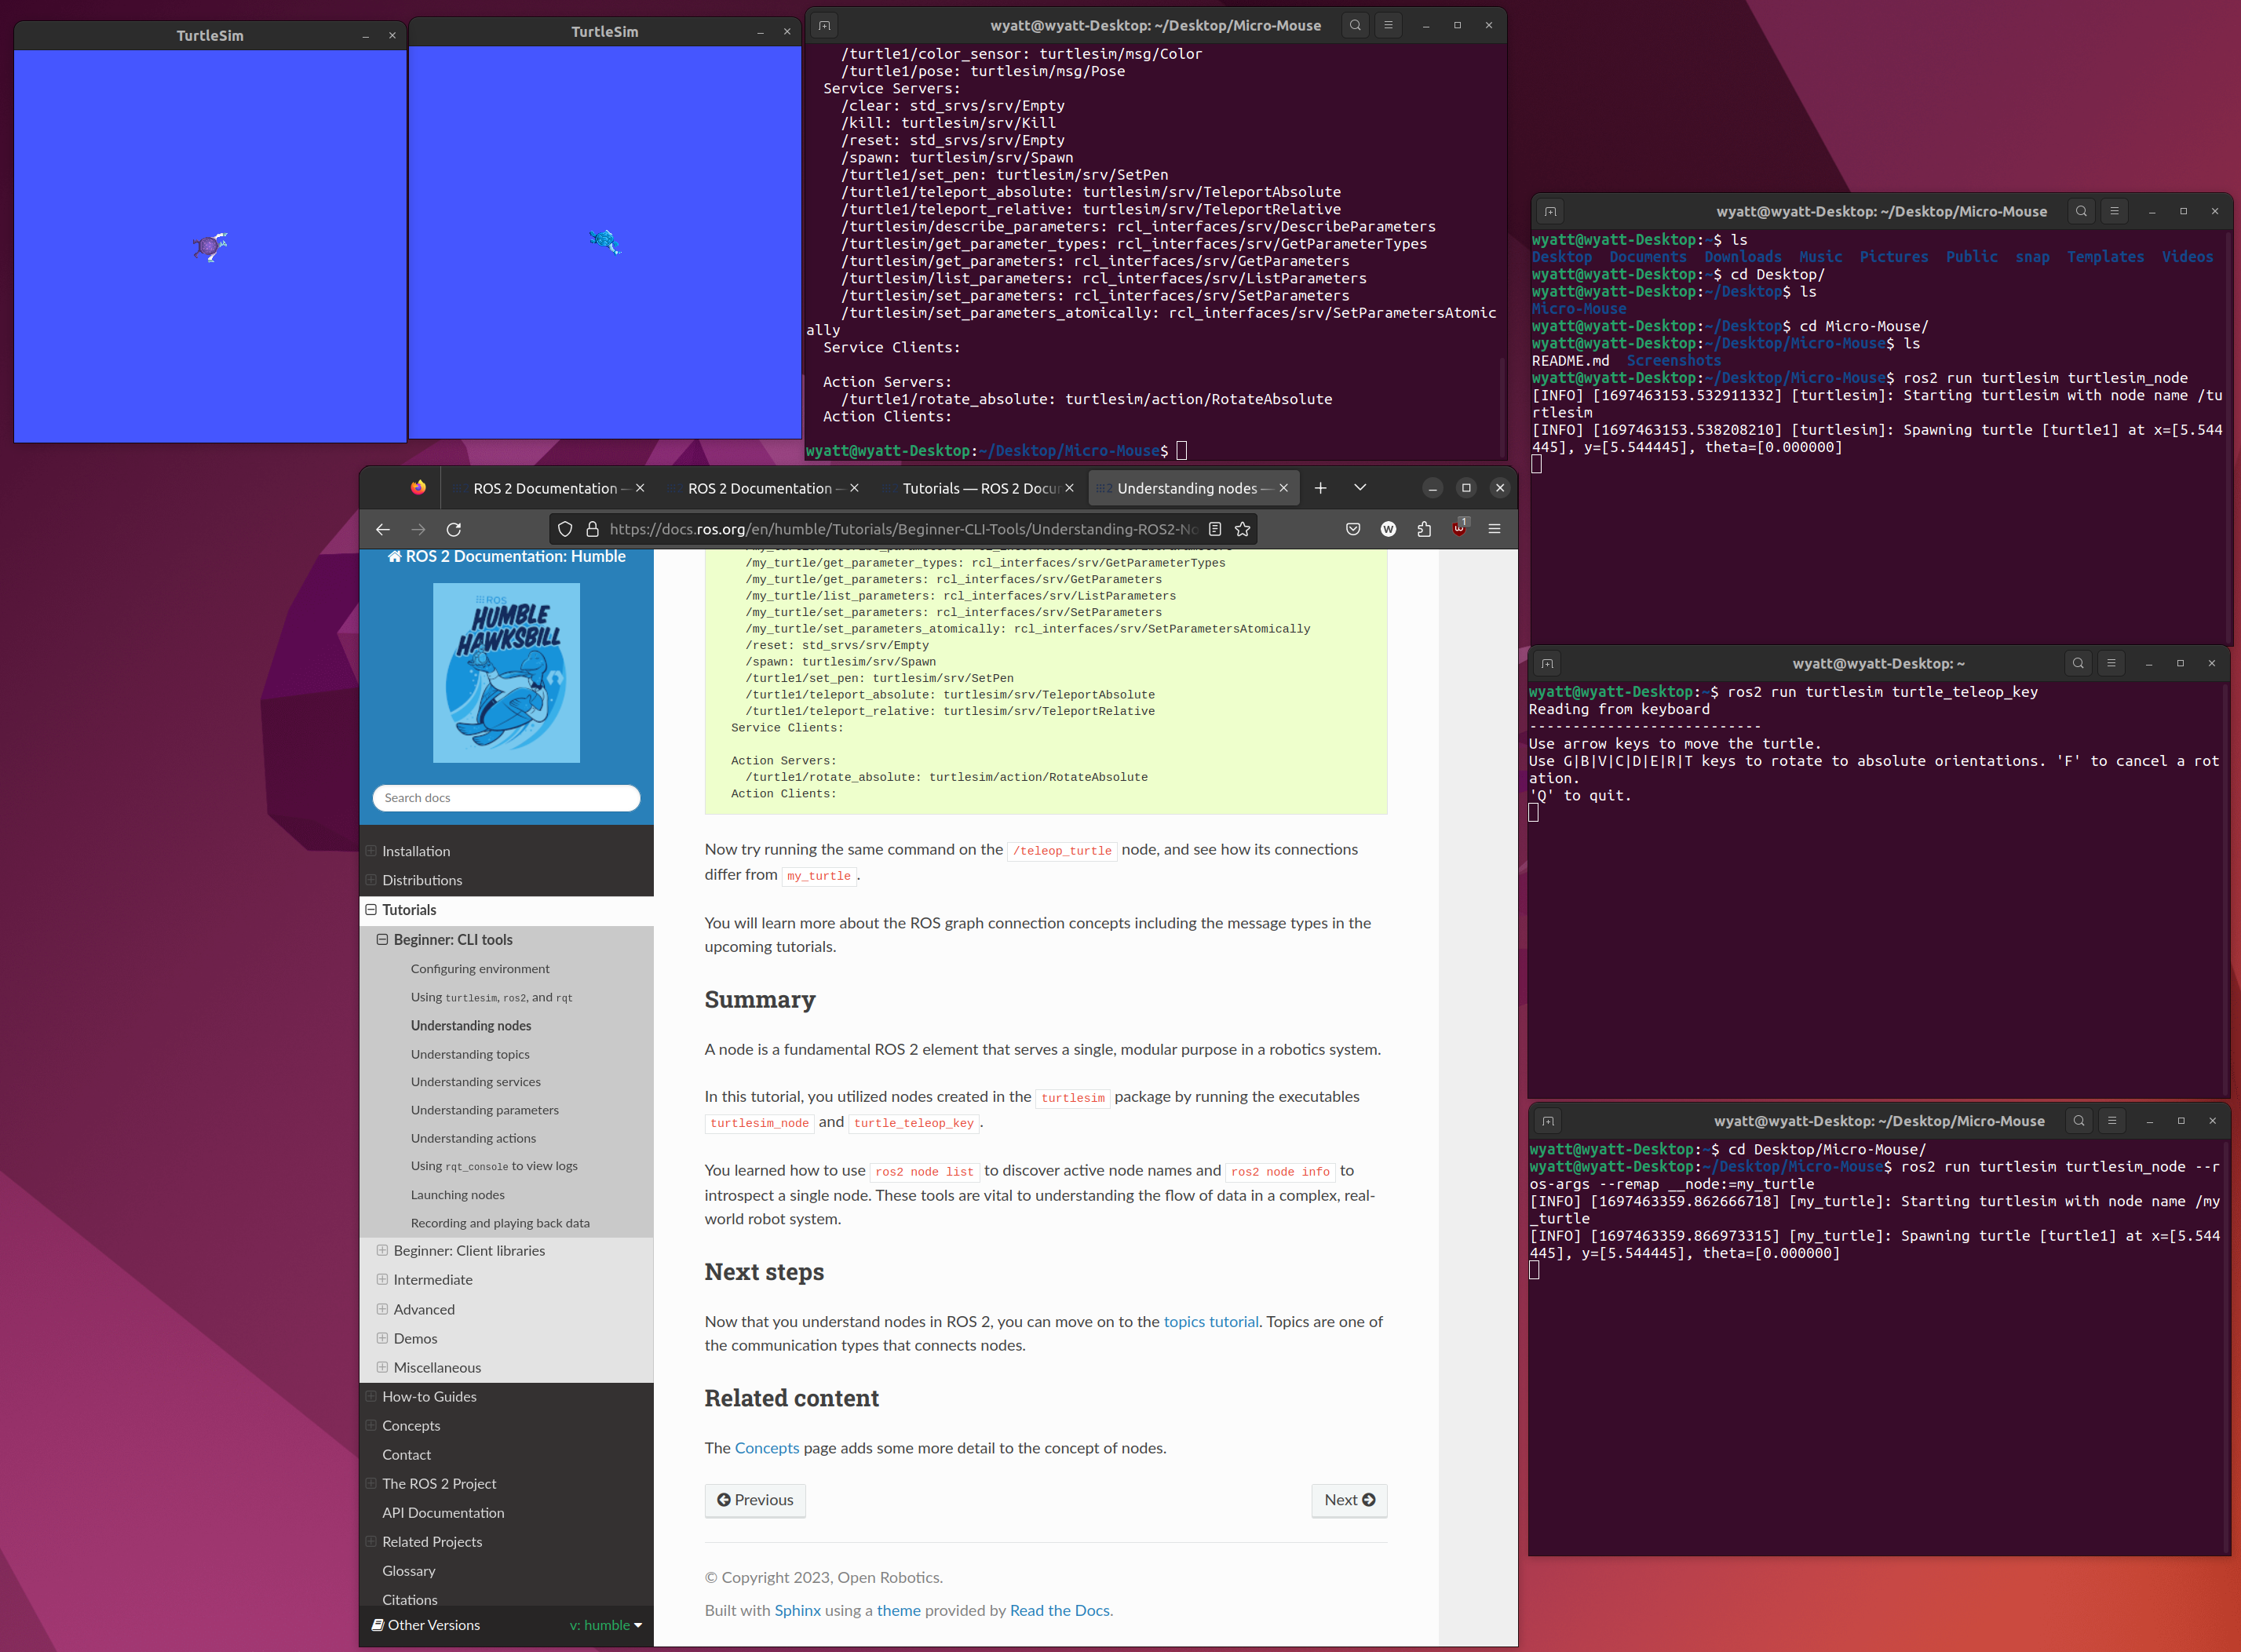 TurtleSim
TurtleSim
wyatt@wyatt-Desktop: ~/Desktop/Micro-Mouse
/turtle1/color_sensor: turtlesim/msg/Color
/turtle1/pose: turtlesim/msg/Pose
Service Servers:
/clear: std_srvs/srv/Empty
/kill: turtlesim/srv/Kill
/reset: std_srvs/srv/Empty
/spawn: turtlesim/srv/Spawn
/turtle1/set_pen: turtlesim/srv/SetPen
/turtle1/teleport_absolute: turtlesim/srv/TeleportAbsolute
/turtle1/teleport_relative: turtlesim/srv/TeleportRelative
/turtlesim/describe_parameters: rcl_interfaces/srv/DescribeParameters
/turtlesim/get_parameter_types: rcl_interfaces/srv/GetParameterTypes
/turtlesim/get_parameters: rcl_interfaces/srv/GetParameters
/turtlesim/list_parameters: rcl_interfaces/srv/ListParameters
/turtlesim/set_parameters: rcl_interfaces/srv/SetParameters
/turtlesim/set_parameters_atomically: rcl_interfaces/srv/SetParametersAtomic
ally
Service Clients:
Action Servers:
/turtle1/rotate_absolute: turtlesim/action/RotateAbsolute
Action Clients:
wyatt@wyatt-Desktop:~/Desktop/Micro-Mouse$
wyatt@wyatt-Desktop: ~/Desktop/Micro-Mouse
wyatt@wyatt-Desktop:~$ ls
Desktop Documents Downloads Music Pictures Public snap Templates Videos
wyatt@wyatt-Desktop:~$ cd Desktop/
wyatt@wyatt-Desktop:~/Desktop$ ls
Micro-Mouse
wyatt@wyatt-Desktop:~/Desktop$ cd Micro-Mouse/
wyatt@wyatt-Desktop:~/Desktop/Micro-Mouse$ ls
README.md Screenshots
wyatt@wyatt-Desktop:~/Desktop/Micro-Mouse$ ros2 run turtlesim turtlesim_node
[INFO] [1697463153.532911332] [turtlesim]: Starting turtlesim with node name /tu
rtlesim
[INFO] [1697463153.538208210] [turtlesim]: Spawning turtle [turtle1] at x=[5.544
445], y=[5.544445], theta=[0.000000]
wyatt@wyatt-Desktop: ~
wyatt@wyatt-Desktop:~$ ros2 run turtlesim turtle_teleop_key
Reading from keyboard
---------------------------
Use arrow keys to move the turtle.
Use G|B|V|C|D|E|R|T keys to rotate to absolute orientations. 'F' to cancel a rot
ation.
'Q' to quit.
wyatt@wyatt-Desktop: ~/Desktop/Micro-Mouse
wyatt@wyatt-Desktop:~$ cd Desktop/Micro-Mouse/
wyatt@wyatt-Desktop:~/Desktop/Micro-Mouse$ ros2 run turtlesim turtlesim_node --r
os-args --remap __node:=my_turtle
[INFO] [1697463359.862666718] [my_turtle]: Starting turtlesim with node name /my
_turtle
[INFO] [1697463359.866973315] [my_turtle]: Spawning turtle [turtle1] at x=[5.544
445], y=[5.544445], theta=[0.000000]
ROS 2 Documentation —
ROS 2 Documentation —
Tutorials — ROS 2 Docu
Understanding nodes —
https://docs.ros.org/en/humble/Tutorials/Beginner-CLI-Tools/Understanding-ROS2-No
W
1
ROS 2 Documentation: Humble
ROS
HUMBLE
HAWKSBILL
Search docs
Installation
Distributions
Tutorials
Beginner: CLI tools
Configuring environment
Using turtlesim, ros2, and rqt
Understanding nodes
Understanding topics
Understanding services
Understanding parameters
Understanding actions
Using rqt_console to view logs
Launching nodes
Recording and playing back data
Beginner: Client libraries
Intermediate
Advanced
Demos
Miscellaneous
How-to Guides
Concepts
Contact
The ROS 2 Project
API Documentation
Related Projects
Glossary
Citations
Other Versions v: humble
/my_turtle/get_parameter_types: rcl_interfaces/srv/GetParameterTypes
/my_turtle/get_parameters: rcl_interfaces/srv/GetParameters
/my_turtle/list_parameters: rcl_interfaces/srv/ListParameters
/my_turtle/set_parameters: rcl_interfaces/srv/SetParameters
/my_turtle/set_parameters_atomically: rcl_interfaces/srv/SetParametersAtomically
/reset: std_srvs/srv/Empty
/spawn: turtlesim/srv/Spawn
/turtle1/set_pen: turtlesim/srv/SetPen
/turtle1/teleport_absolute: turtlesim/srv/TeleportAbsolute
/turtle1/teleport_relative: turtlesim/srv/TeleportRelative
Service Clients:
Action Servers:
/turtle1/rotate_absolute: turtlesim/action/RotateAbsolute
Action Clients:
Now try running the same command on the /teleop_turtle node, and see how its connections
differ from my_turtle.
You will learn more about the ROS graph connection concepts including the message types in the
upcoming tutorials.
Summary
A node is a fundamental ROS 2 element that serves a single, modular purpose in a robotics system.
In this tutorial, you utilized nodes created in the turtlesim package by running the executables
turtlesim_node and turtle_teleop_key.
You learned how to use ros2 node list to discover active node names and ros2 node info to
introspect a single node. These tools are vital to understanding the flow of data in a complex, real-
world robot system.
Next steps
Now that you understand nodes in ROS 2, you can move on to the topics tutorial. Topics are one of
the communication types that connects nodes.
Related content
The Concepts page adds some more detail to the concept of nodes.
Previous
Next
© Copyright 2023, Open Robotics.
Built with Sphinx using a theme provided by Read the Docs.